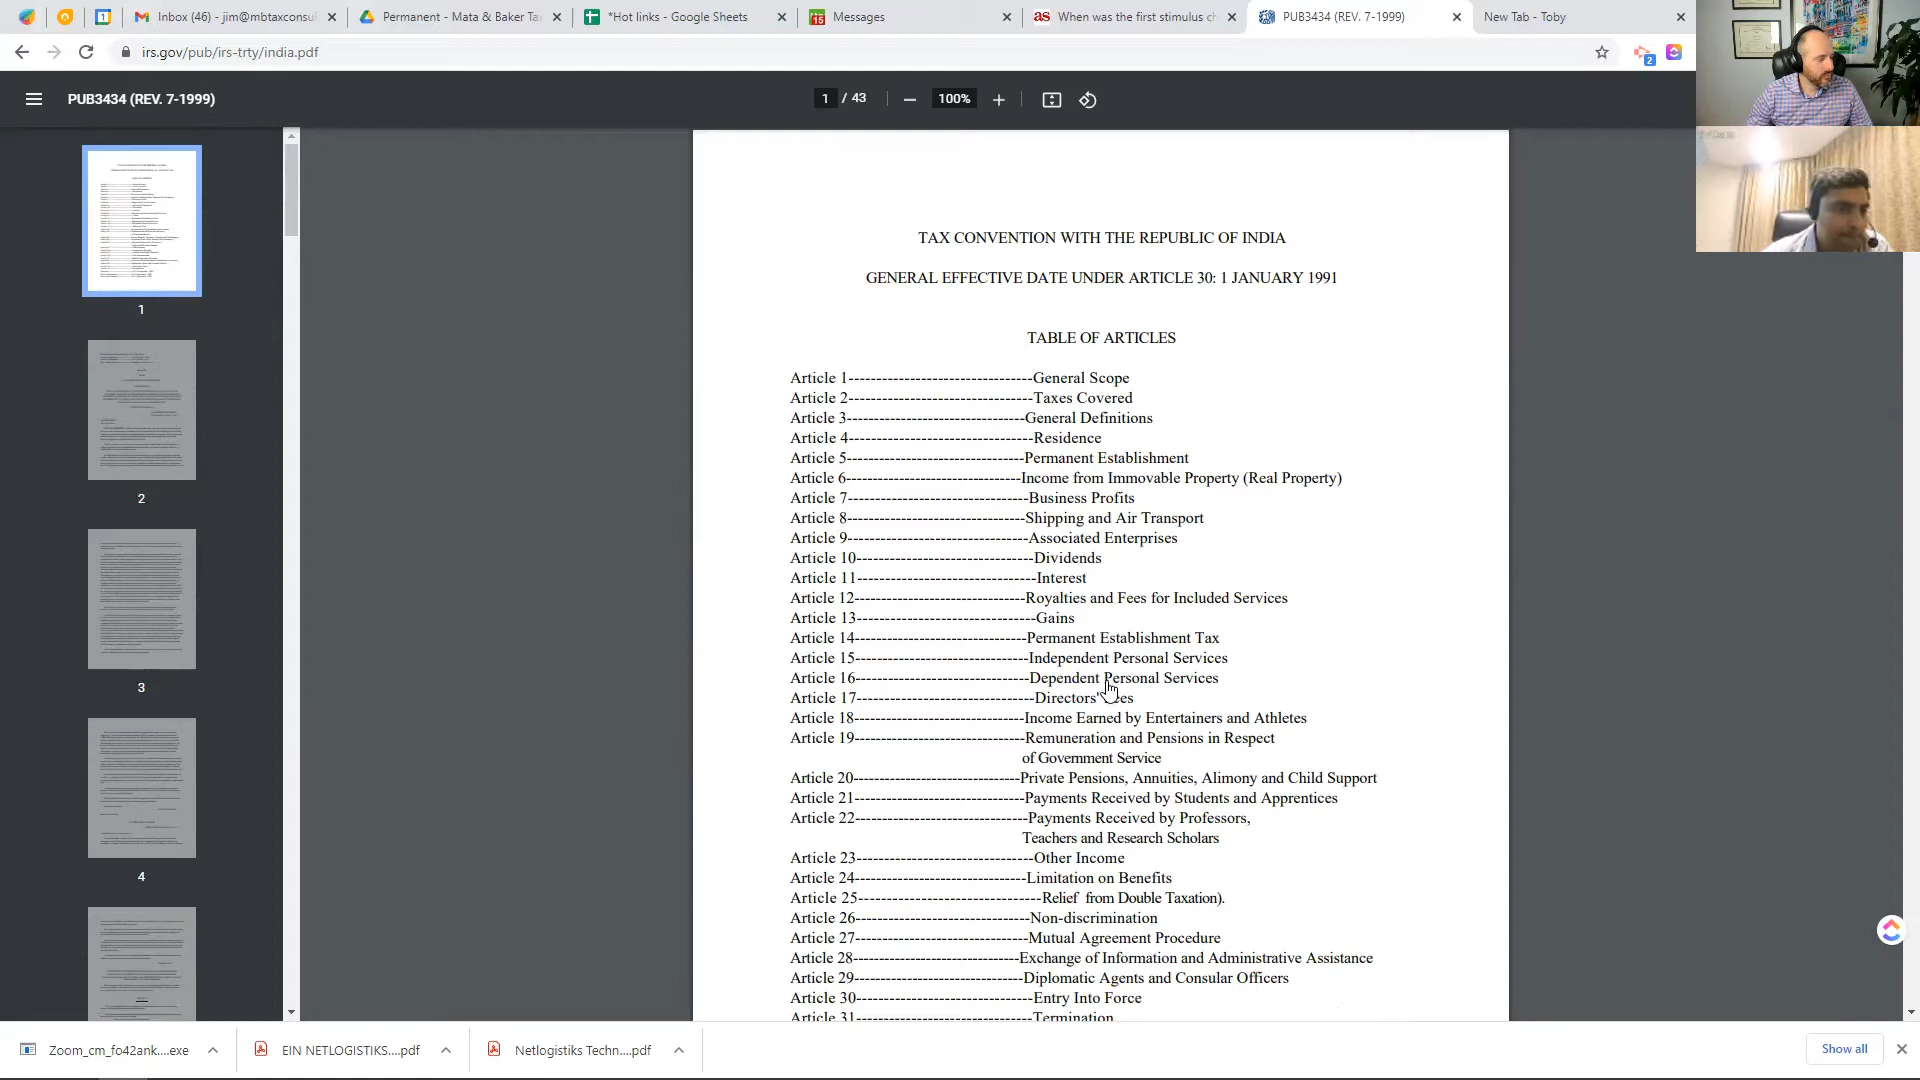 Inbox (46) - jim@mbtaxconsu
Permanent - Mata & Baker Ta
*Hot links - Google Sheets
Messages
When was the first stimulus ch
PUB3434 (REV. 7-1999)
New Tab - Toby
irs.gov/pub/irs-trty/india.pdf
2
PUB3434 (REV. 7-1999)
1 / 43
100%
TAX CONVENTION WITH THE REPUBLIC OF INDIA
GENERAL EFFECTIVE DATE UNDER ARTICLE 30: 1 JANUARY 1991
TABLE OF ARTICLES
Article 1---------------------------------General Scope
Article 2---------------------------------Taxes Covered
Article 3--------------------------------General Definitions
Article 4---------------------------------Residence
Article 5--------------------------------Permanent Establishment
Article 6-------------------------------Income from Immovable Property (Real Property)
Article 7--------------------------------Business Profits
Article 8--------------------------------Shipping and Air Transport
Article 9--------------------------------Associated Enterprises
Article 10--------------------------------Dividends
Article 11--------------------------------Interest
Article 12-------------------------------Royalties and Fees for Included Services
Article 13--------------------------------Gains
Article 14-------------------------------Permanent Establishment Tax
Article 15-------------------------------Independent Personal Services
Article 16-------------------------------Dependent Personal Services
Article 17--------------------------------Directors' Fees
Article 18-------------------------------Income Earned by Entertainers and Athletes
Article 19-------------------------------Remuneration and Pensions in Respect
of Government Service
Article 20------------------------------Private Pensions, Annuities, Alimony and Child Support
Article 21-------------------------------Payments Received by Students and Apprentices
Article 22-------------------------------Payments Received by Professors,
Teachers and Research Scholars
Article 23--------------------------------Other Income
Article 24-------------------------------Limitation on Benefits
Article 25---------------------------------Relief from Double Taxation).
Article 26-------------------------------Non-discrimination
Article 27-------------------------------Mutual Agreement Procedure
Article 28------------------------------Exchange of Information and Administrative Assistance
Article 29------------------------------Diplomatic Agents and Consular Officers
Article 30--------------------------------Entry Into Force
Article 31--------------------------------Termination
1
2
3
4
Zoom_cm_fo42ank....exe
EIN NETLOGISTIKS....pdf
Netlogistiks Techn....pdf
Show all